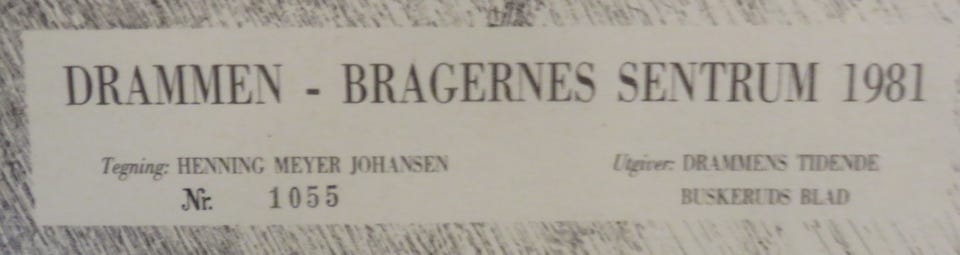 DRAMMEN - BRAGERNES SENTRUM 1981
Tegning: HENNING MEYER JOHANSEN
Nr. 1055
Utgiver: DRAMMENS TIDENDE
BUSKERUDS BLAD